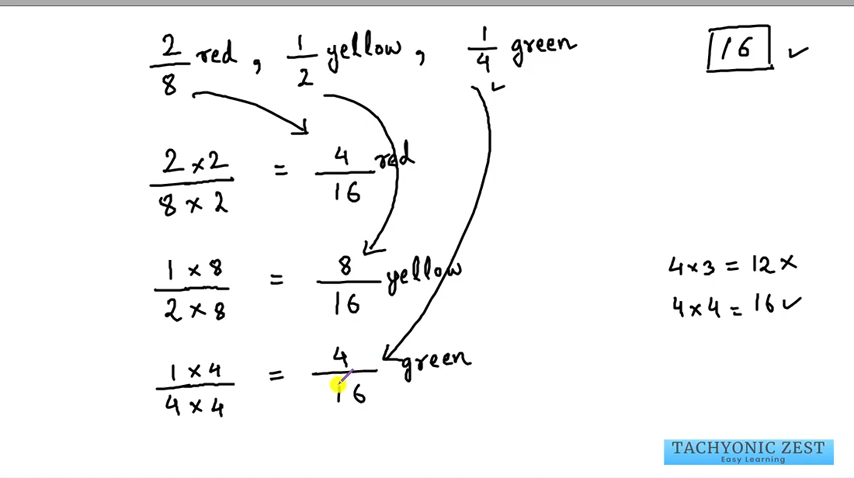 2/8 red, 1/2 yellow, 1/4 green
16 ✓
2 × 2 / 8 × 2 = 4/16 red
1 × 8 / 2 × 8 = 8/16 yellow
4 × 3 = 12 ×
4 × 4 = 16 ✓
1 × 4 / 4 × 4 = 4/16 green
TACHYONIC ZEST
Easy Learning